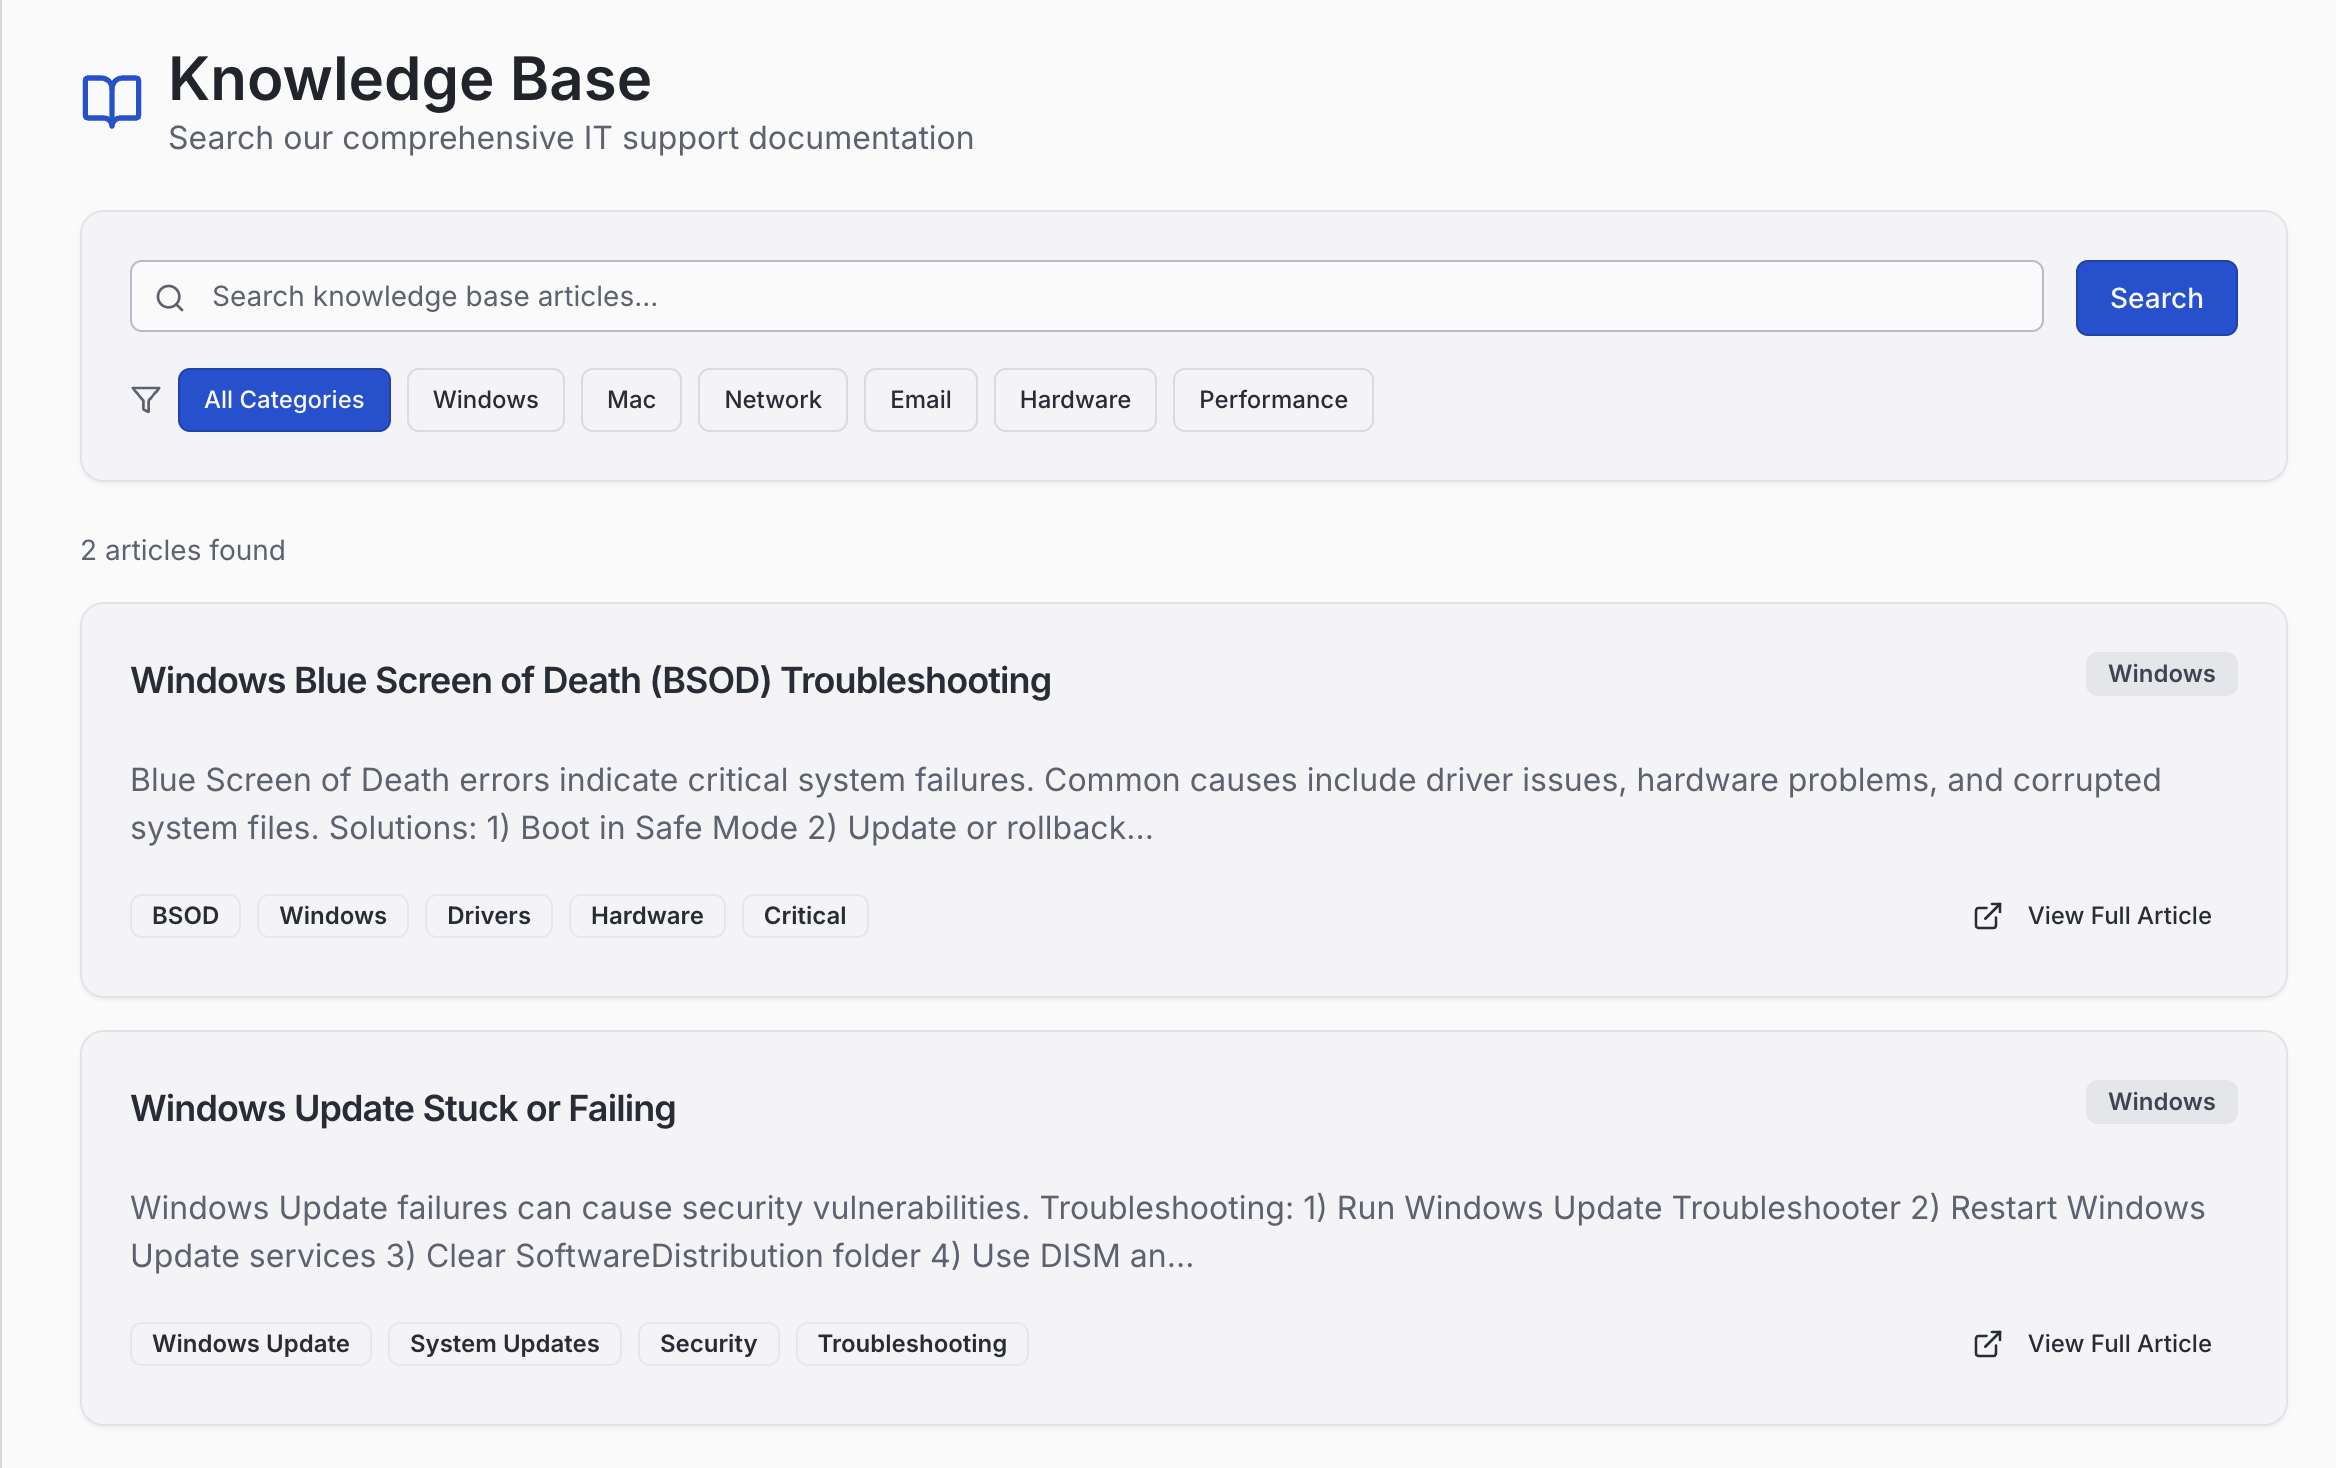 Knowledge Base
Search our comprehensive IT support documentation
Search knowledge base articles...
Search
All Categories
Windows
Mac
Network
Email
Hardware
Performance
2 articles found
Windows Blue Screen of Death (BSOD) Troubleshooting
Windows
Blue Screen of Death errors indicate critical system failures. Common causes include driver issues, hardware problems, and corrupted
system files. Solutions: 1) Boot in Safe Mode 2) Update or rollback...
BSOD
Windows
Drivers
Hardware
Critical
View Full Article
Windows Update Stuck or Failing
Windows
Windows Update failures can cause security vulnerabilities. Troubleshooting: 1) Run Windows Update Troubleshooter 2) Restart Windows
Update services 3) Clear SoftwareDistribution folder 4) Use DISM an...
Windows Update
System Updates
Security
Troubleshooting
View Full Article